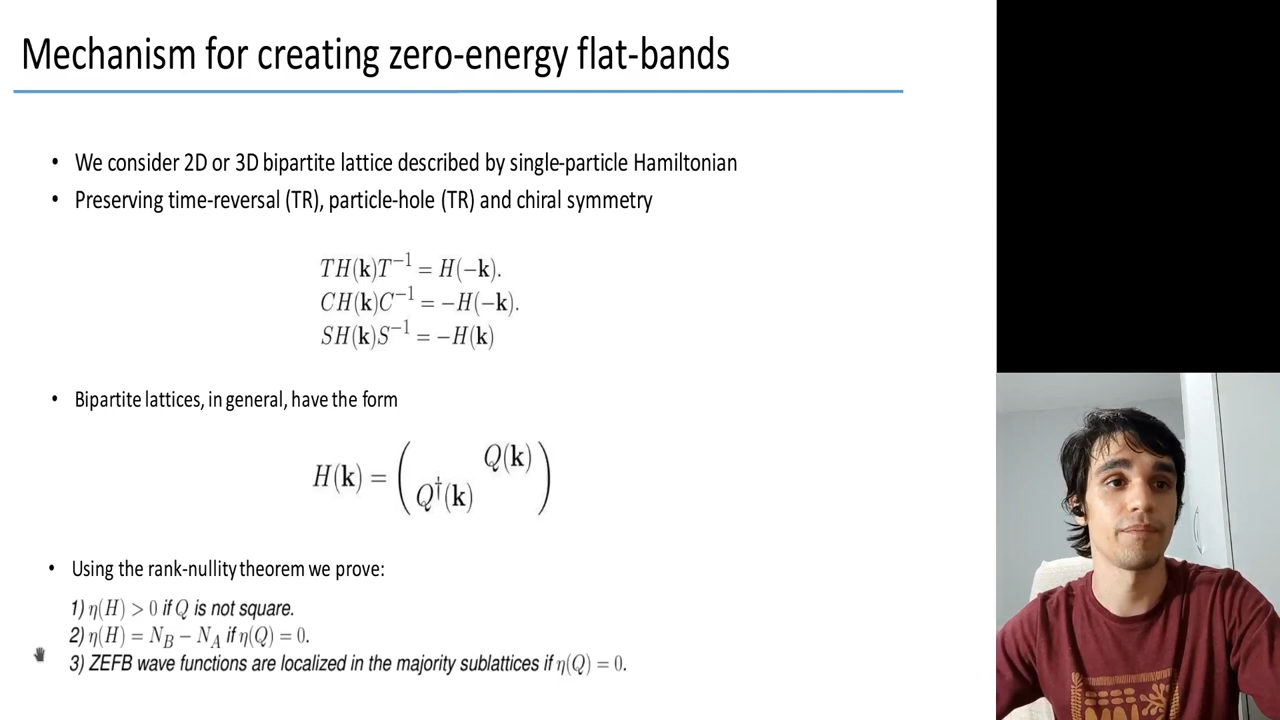 Mechanism for creating zero-energy flat-bands
• We consider 2D or 3D bipartite lattice described by single-particle Hamiltonian
• Preserving time-reversal (TR), particle-hole (TR) and chiral symmetry
TH(k)T⁻¹ = H(−k).
CH(k)C⁻¹ = −H(−k).
SH(k)S⁻¹ = −H(k)
• Bipartite lattices, in general, have the form
Q(k)
H(k) = ( )
Q†(k)
• Using the rank-nullity theorem we prove:
1) η(H) > 0 if Q is not square.
2) η(H) = N_B − N_A if η(Q) = 0.
3) ZEFB wave functions are localized in the majority sublattices if η(Q) = 0.